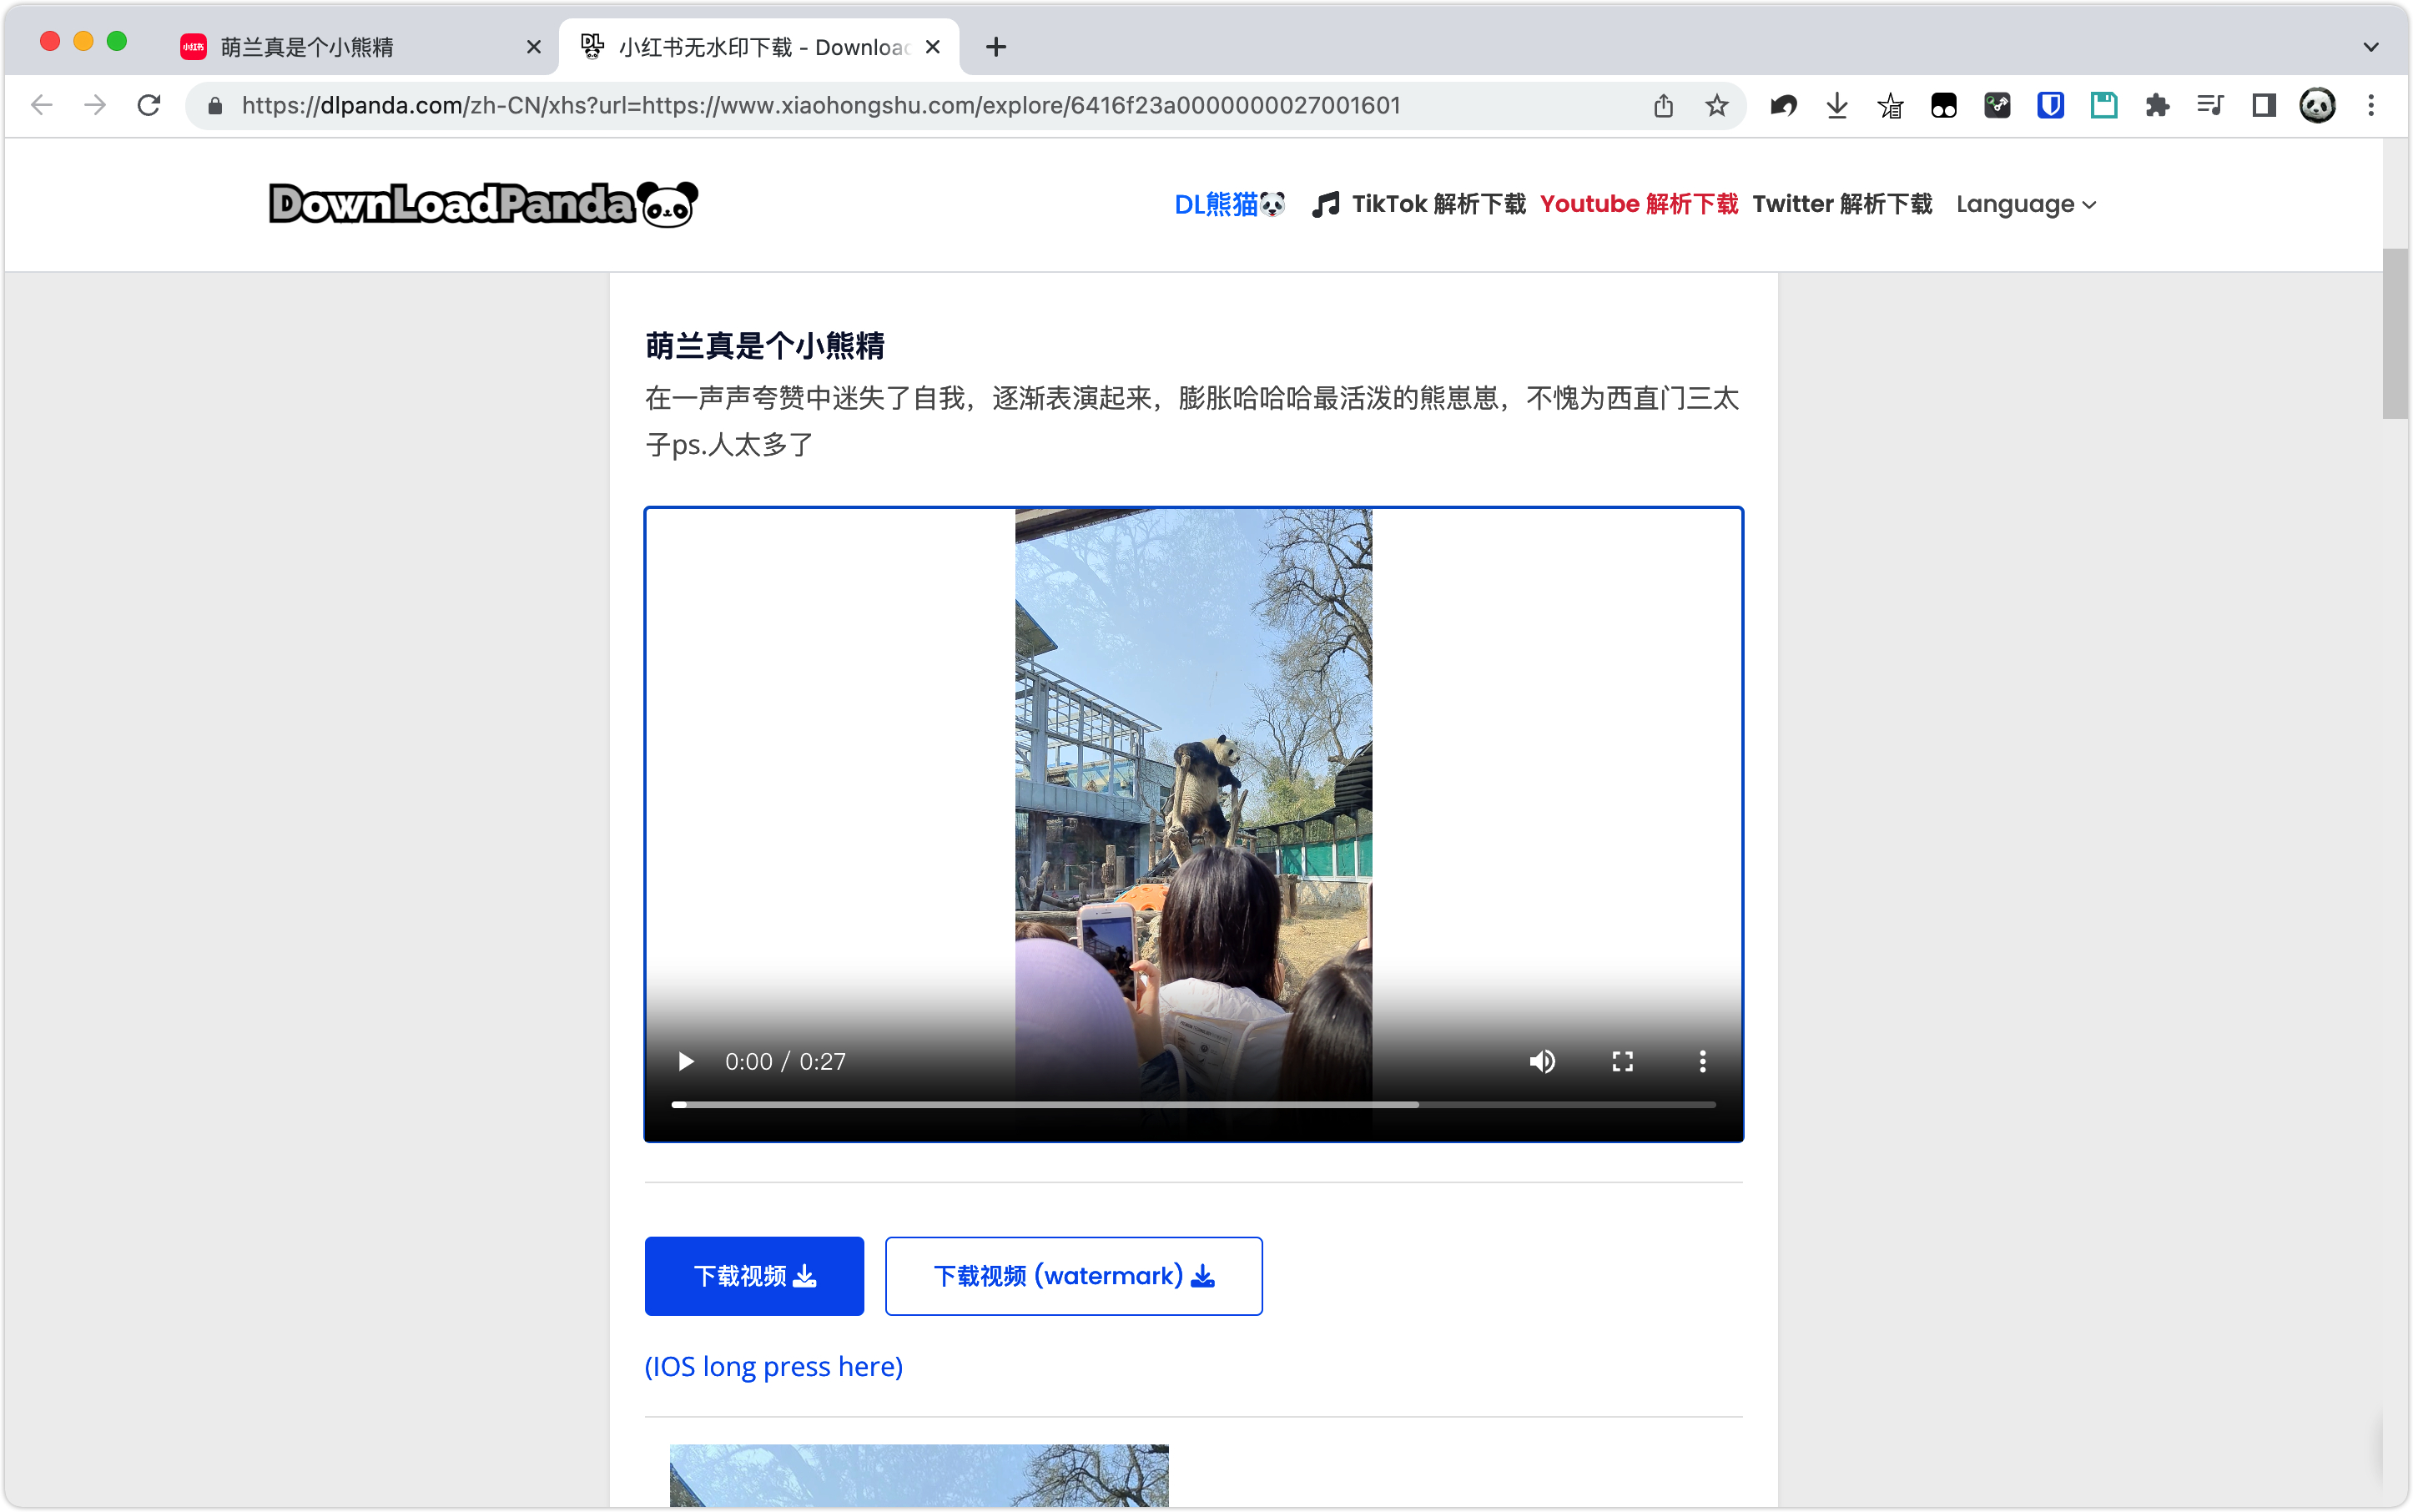 小红书
萌兰真是个小熊精
DL
小红书无水印下载 - Download
https://dlpanda.com/zh-CN/xhs?url=https://www.xiaohongshu.com/explore/6416f23a0000000027001601
DownLoadPanda
DL熊猫🐼
TikTok 解析下载
Youtube 解析下载
Twitter 解析下载
Language
萌兰真是个小熊精
在一声声夸赞中迷失了自我，逐渐表演起来，膨胀哈哈哈最活泼的熊崽崽，不愧为西直门三太
子ps.人太多了
0:00 / 0:27
下载视频
下载视频 (watermark)
(IOS long press here)